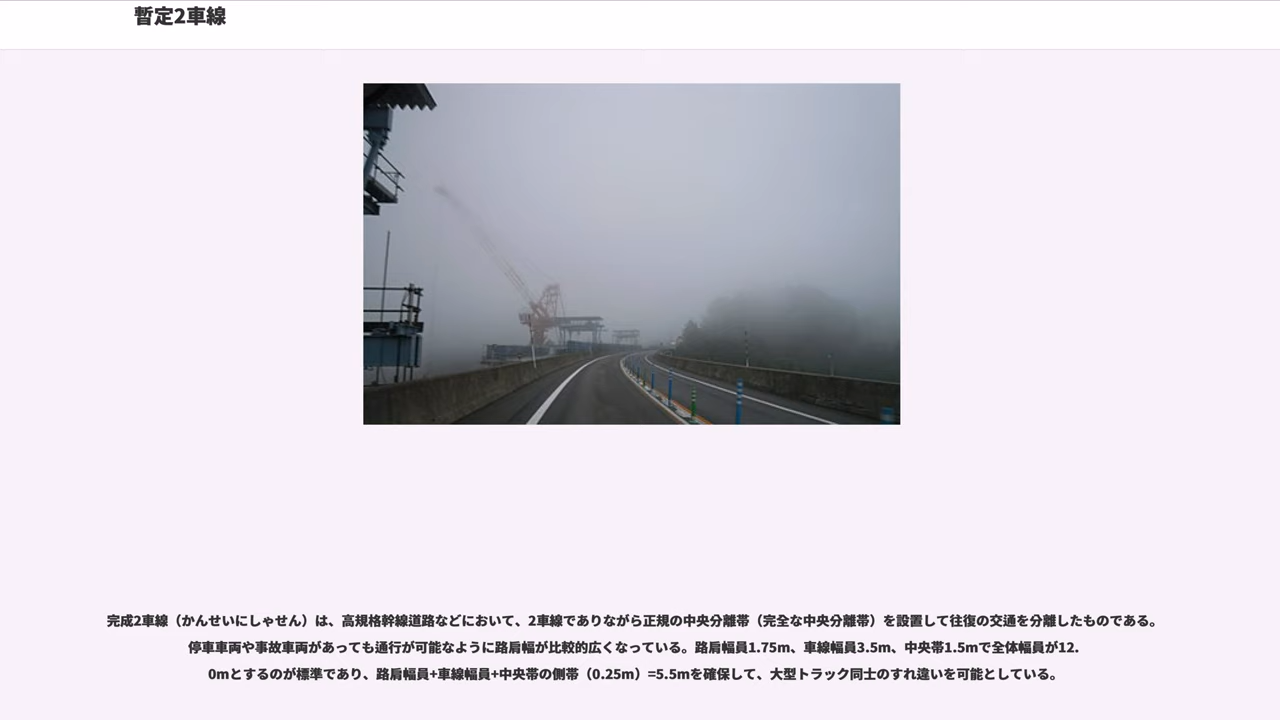 暫定2車線
完成2車線（かんせいにしゃせん）は、高規格幹線道路などにおいて、2車線でありながら正規の中央分離帯（完全な中央分離帯）を設置して往復の交通を分離したものである。
停車車両や事故車両があっても通行が可能なように路肩幅が比較的広くなっている。路肩幅員1.75m、車線幅員3.5m、中央帯1.5mで全体幅員が12.
0mとするのが標準であり、路肩幅員+車線幅員+中央帯の側帯（0.25m）=5.5mを確保して、大型トラック同士のすれ違いを可能としている。